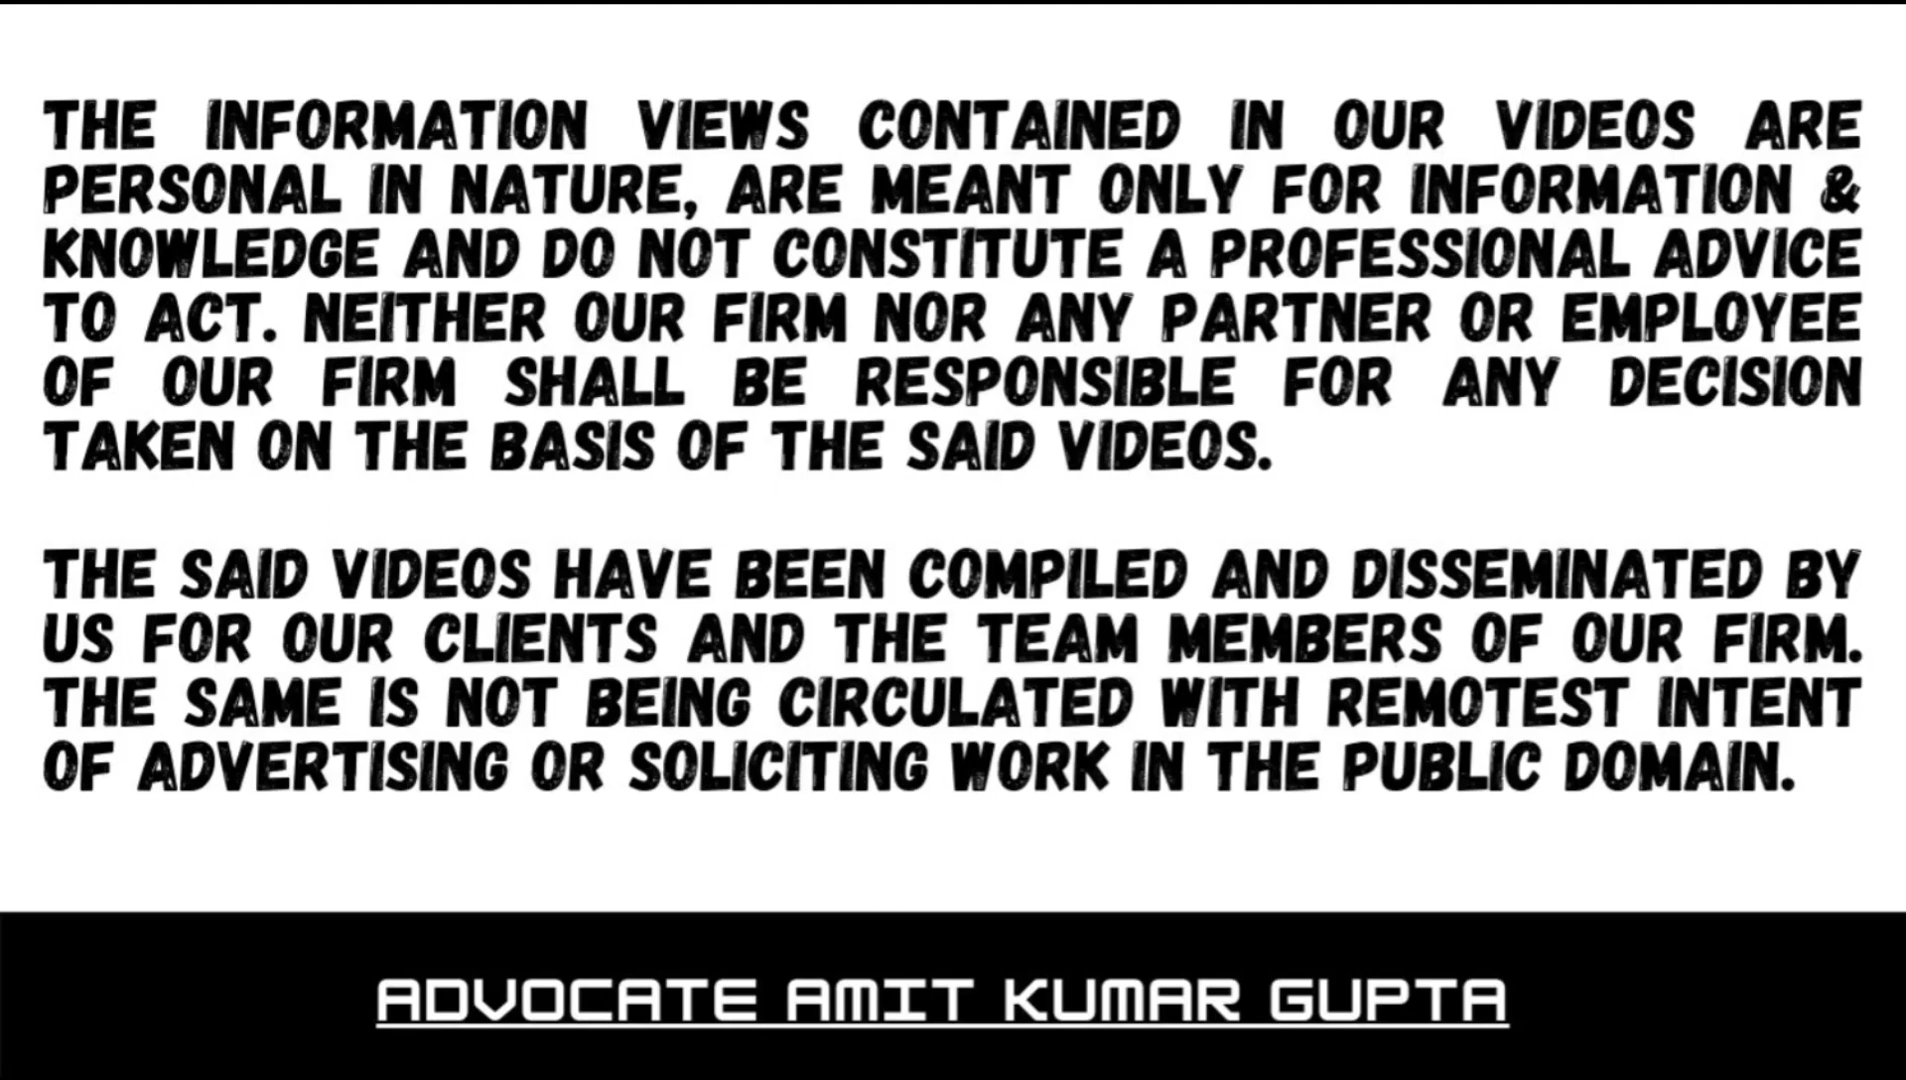 THE INFORMATION VIEWS CONTAINED IN OUR VIDEOS ARE
PERSONAL IN NATURE, ARE MEANT ONLY FOR INFORMATION &
KNOWLEDGE AND DO NOT CONSTITUTE A PROFESSIONAL ADVICE
TO ACT. NEITHER OUR FIRM NOR ANY PARTNER OR EMPLOYEE
OF OUR FIRM SHALL BE RESPONSIBLE FOR ANY DECISION
TAKEN ON THE BASIS OF THE SAID VIDEOS.
THE SAID VIDEOS HAVE BEEN COMPILED AND DISSEMINATED BY
US FOR OUR CLIENTS AND THE TEAM MEMBERS OF OUR FIRM.
THE SAME IS NOT BEING CIRCULATED WITH REMOTEST INTENT
OF ADVERTISING OR SOLICITING WORK IN THE PUBLIC DOMAIN.
ADVOCATE AMIT KUMAR GUPTA